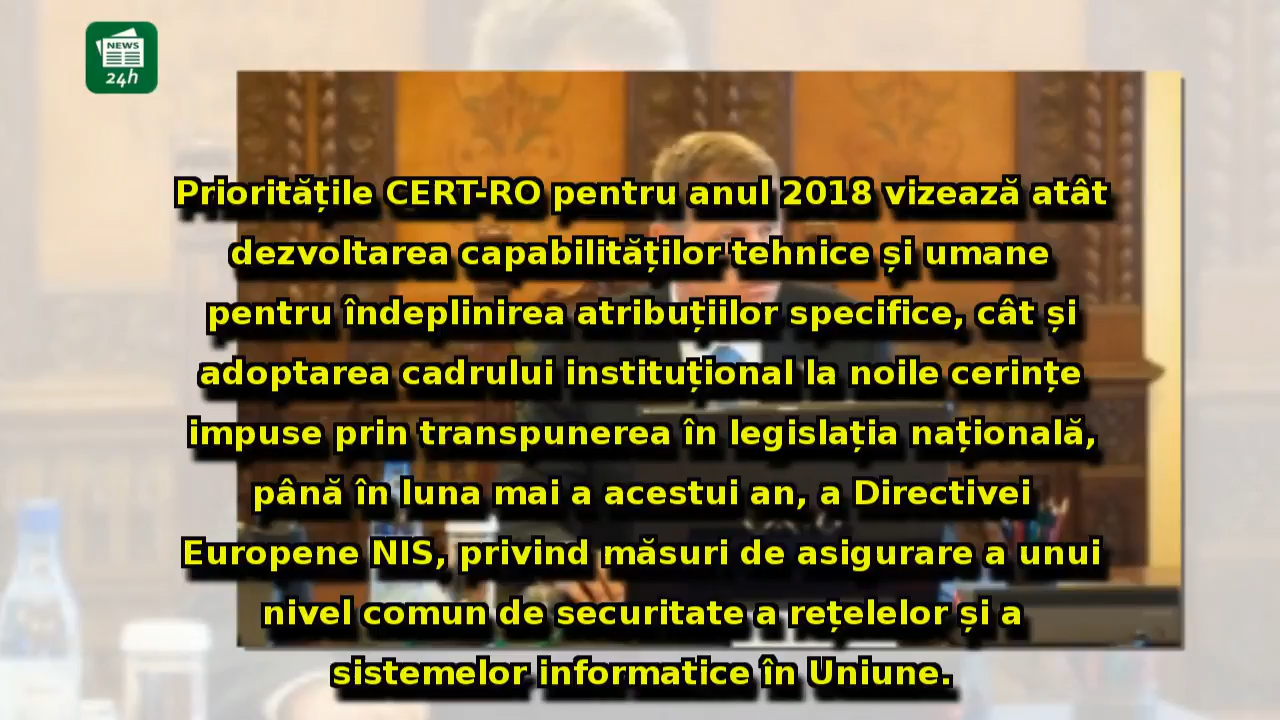 NEWS
24h
Prioritățile CERT-RO pentru anul 2018 vizează atât
dezvoltarea capabilităților tehnice și umane
pentru îndeplinirea atribuțiilor specifice, cât și
adoptarea cadrului instituțional la noile cerințe
impuse prin transpunerea în legislația națională,
până în luna mai a acestui an, a Directivei
Europene NIS, privind măsuri de asigurare a unui
nivel comun de securitate a rețelelor și a
sistemelor informatice în Uniune.